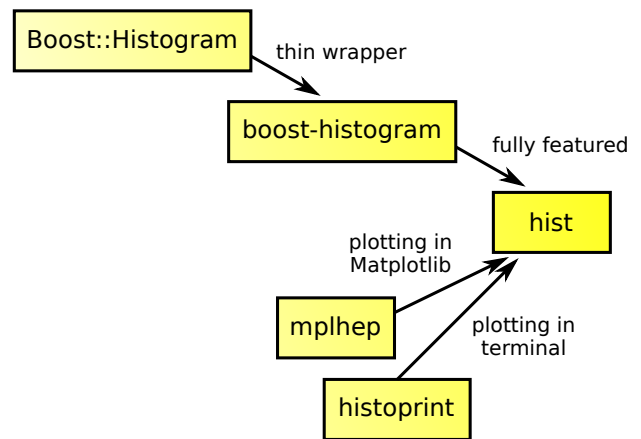 Boost::Histogram
thin wrapper
boost-histogram
fully featured
hist
plotting in
Matplotlib
mplhep
plotting in
terminal
histoprint